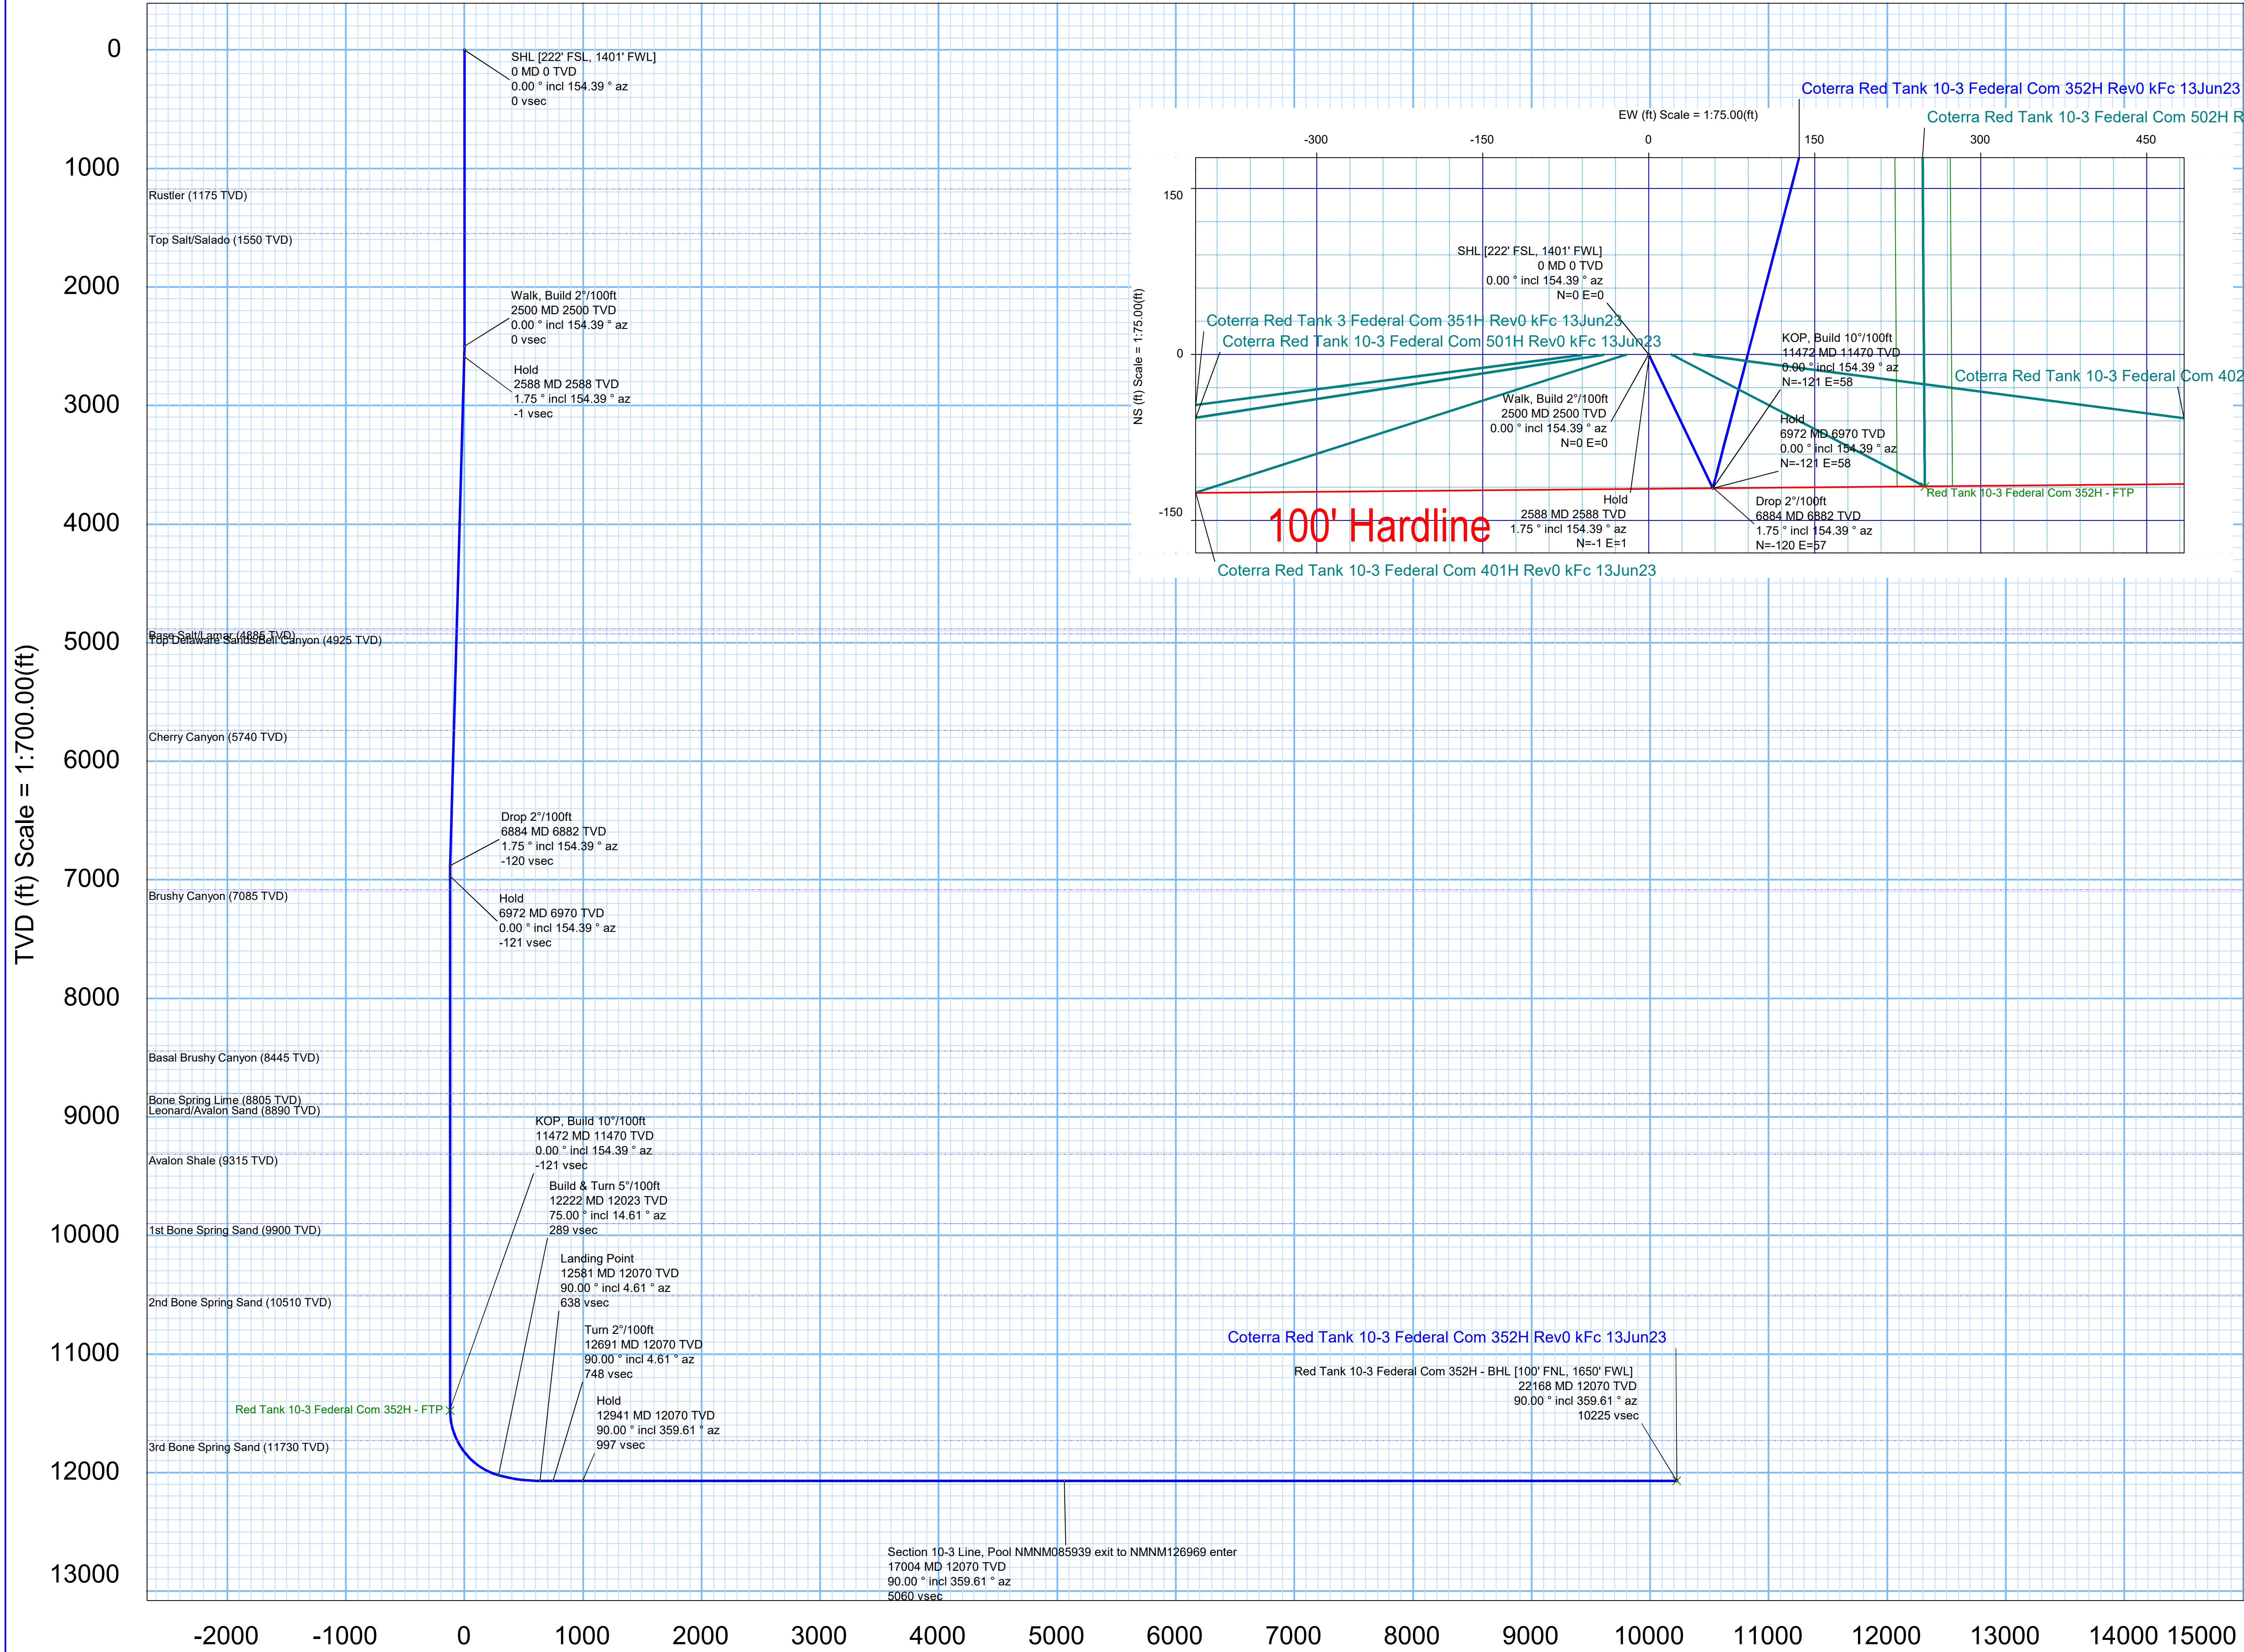 TVD (ft) Scale = 1:700.00(ft)
0
1000
2000
3000
4000
5000
6000
7000
8000
9000
10000
11000
12000
13000
-2000
-1000
0
1000
2000
3000
4000
5000
6000
7000
8000
9000
10000
11000
12000
13000
14000
15000
Rustler (1175 TVD)
Top Salt/Salado (1550 TVD)
Base Salt/Lamar (4885 TVD)
Top Delaware Sands/Bell Canyon (4925 TVD)
Cherry Canyon (5740 TVD)
Brushy Canyon (7085 TVD)
Basal Brushy Canyon (8445 TVD)
Bone Spring Lime (8805 TVD)
Leonard/Avalon Sand (8890 TVD)
Avalon Shale (9315 TVD)
1st Bone Spring Sand (9900 TVD)
2nd Bone Spring Sand (10510 TVD)
3rd Bone Spring Sand (11730 TVD)
SHL [222' FSL, 1401' FWL]
0 MD 0 TVD
0.00 ° incl 154.39 ° az
0 vsec
Walk, Build 2°/100ft
2500 MD 2500 TVD
0.00 ° incl 154.39 ° az
0 vsec
Hold
2588 MD 2588 TVD
1.75 ° incl 154.39 ° az
-1 vsec
Drop 2°/100ft
6884 MD 6882 TVD
1.75 ° incl 154.39 ° az
-120 vsec
Hold
6972 MD 6970 TVD
0.00 ° incl 154.39 ° az
-121 vsec
KOP, Build 10°/100ft
11472 MD 11470 TVD
0.00 ° incl 154.39 ° az
-121 vsec
Build & Turn 5°/100ft
12222 MD 12023 TVD
75.00 ° incl 14.61 ° az
289 vsec
Landing Point
12581 MD 12070 TVD
90.00 ° incl 4.61 ° az
638 vsec
Turn 2°/100ft
12691 MD 12070 TVD
90.00 ° incl 4.61 ° az
748 vsec
Hold
12941 MD 12070 TVD
90.00 ° incl 359.61 ° az
997 vsec
Red Tank 10-3 Federal Com 352H - FTP
Coterra Red Tank 10-3 Federal Com 352H Rev0 kFc 13Jun23
Red Tank 10-3 Federal Com 352H - BHL [100' FNL, 1650' FWL]
22168 MD 12070 TVD
90.00 ° incl 359.61 ° az
10225 vsec
Section 10-3 Line, Pool NMNM085939 exit to NMNM126969 enter
17004 MD 12070 TVD
90.00 ° incl 359.61 ° az
5060 vsec
Coterra Red Tank 10-3 Federal Com 352H Rev0 kFc 13Jun23
EW (ft) Scale = 1:75.00(ft)
Coterra Red Tank 10-3 Federal Com 502H R
-300
-150
0
150
300
450
NS (ft) Scale = 1:75.00(ft)
150
0
-150
SHL [222' FSL, 1401' FWL]
0 MD 0 TVD
0.00 ° incl 154.39 ° az
N=0 E=0
Coterra Red Tank 3 Federal Com 351H Rev0 kFc 13Jun23
Coterra Red Tank 10-3 Federal Com 501H Rev0 kFc 13Jun23
KOP, Build 10°/100ft
11472 MD 11470 TVD
0.00 ° incl 154.39 ° az
N=-121 E=58
Coterra Red Tank 10-3 Federal Com 402
Walk, Build 2°/100ft
2500 MD 2500 TVD
0.00 ° incl 154.39 ° az
N=0 E=0
Hold
6972 MD 6970 TVD
0.00 ° incl 154.39 ° az
N=-121 E=58
Red Tank 10-3 Federal Com 352H - FTP
Hold
2588 MD 2588 TVD
1.75 ° incl 154.39 ° az
N=-1 E=1
Drop 2°/100ft
6884 MD 6882 TVD
1.75 ° incl 154.39 ° az
N=-120 E=57
100' Hardline
Coterra Red Tank 10-3 Federal Com 401H Rev0 kFc 13Jun23